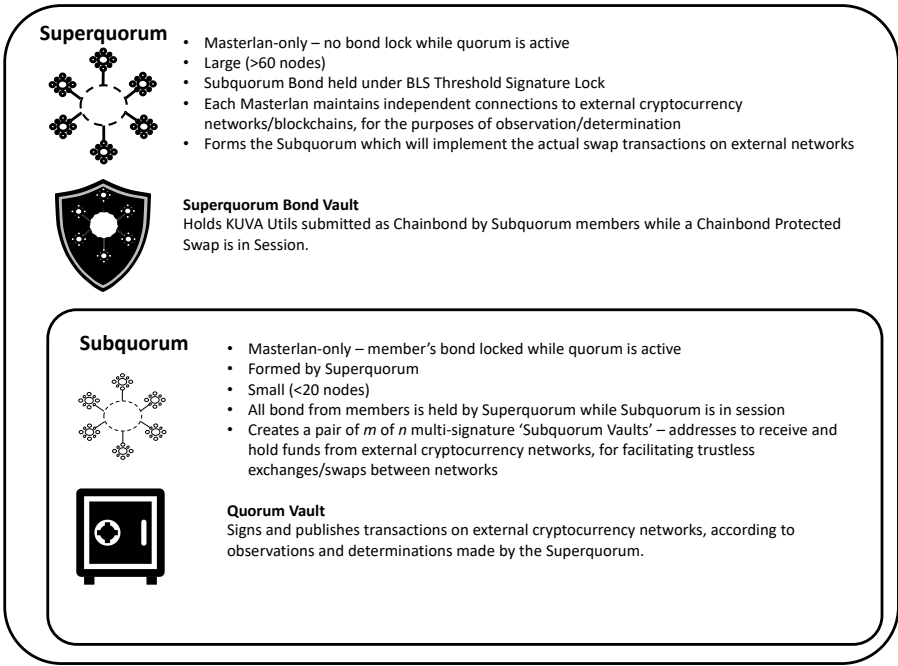 Superquorum
• Masterlan-only – no bond lock while quorum is active
• Large (>60 nodes)
• Subquorum Bond held under BLS Threshold Signature Lock
• Each Masterlan maintains independent connections to external cryptocurrency
networks/blockchains, for the purposes of observation/determination
• Forms the Subquorum which will implement the actual swap transactions on external networks
Superquorum Bond Vault
Holds KUVA Utils submitted as Chainbond by Subquorum members while a Chainbond Protected
Swap is in Session.
Subquorum
• Masterlan-only – member’s bond locked while quorum is active
• Formed by Superquorum
• Small (<20 nodes)
• All bond from members is held by Superquorum while Subquorum is in session
• Creates a pair of m of n multi-signature ‘Subquorum Vaults’ – addresses to receive and
hold funds from external cryptocurrency networks, for facilitating trustless
exchanges/swaps between networks
Quorum Vault
Signs and publishes transactions on external cryptocurrency networks, according to
observations and determinations made by the Superquorum.